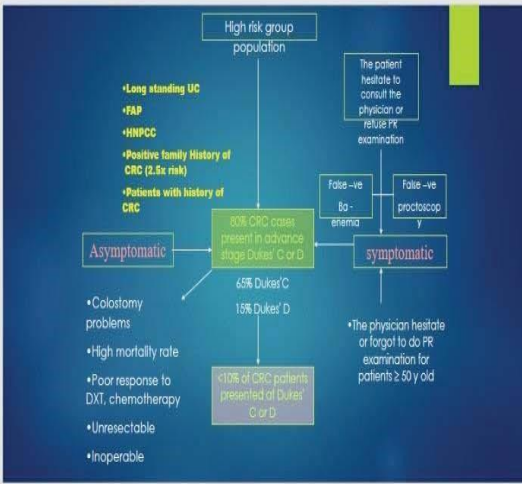 High risk group
population
•Long standing UC
•FAP
•HNPCC
•Positive family History of
CRC (2.5x risk)
•Patients with history of
CRC
The patient
hesitate to
consult the
physician or
refuse PR
examination
False –ve
Ba -
enemia
False –ve
proctoscop
y
Asymptomatic
80% CRC cases
present in advance
stage Dukes' C or D
symptomatic
65% Dukes'C
15% Dukes' D
•Colostomy
problems
•High mortality rate
•Poor response to
DXT, chemotherapy
•Unresectable
•Inoperable
•The physician hesitate
or forgot to do PR
examination for
patients ≥ 50 y old
<10% of CRC patients
presented at Dukes'
C or D